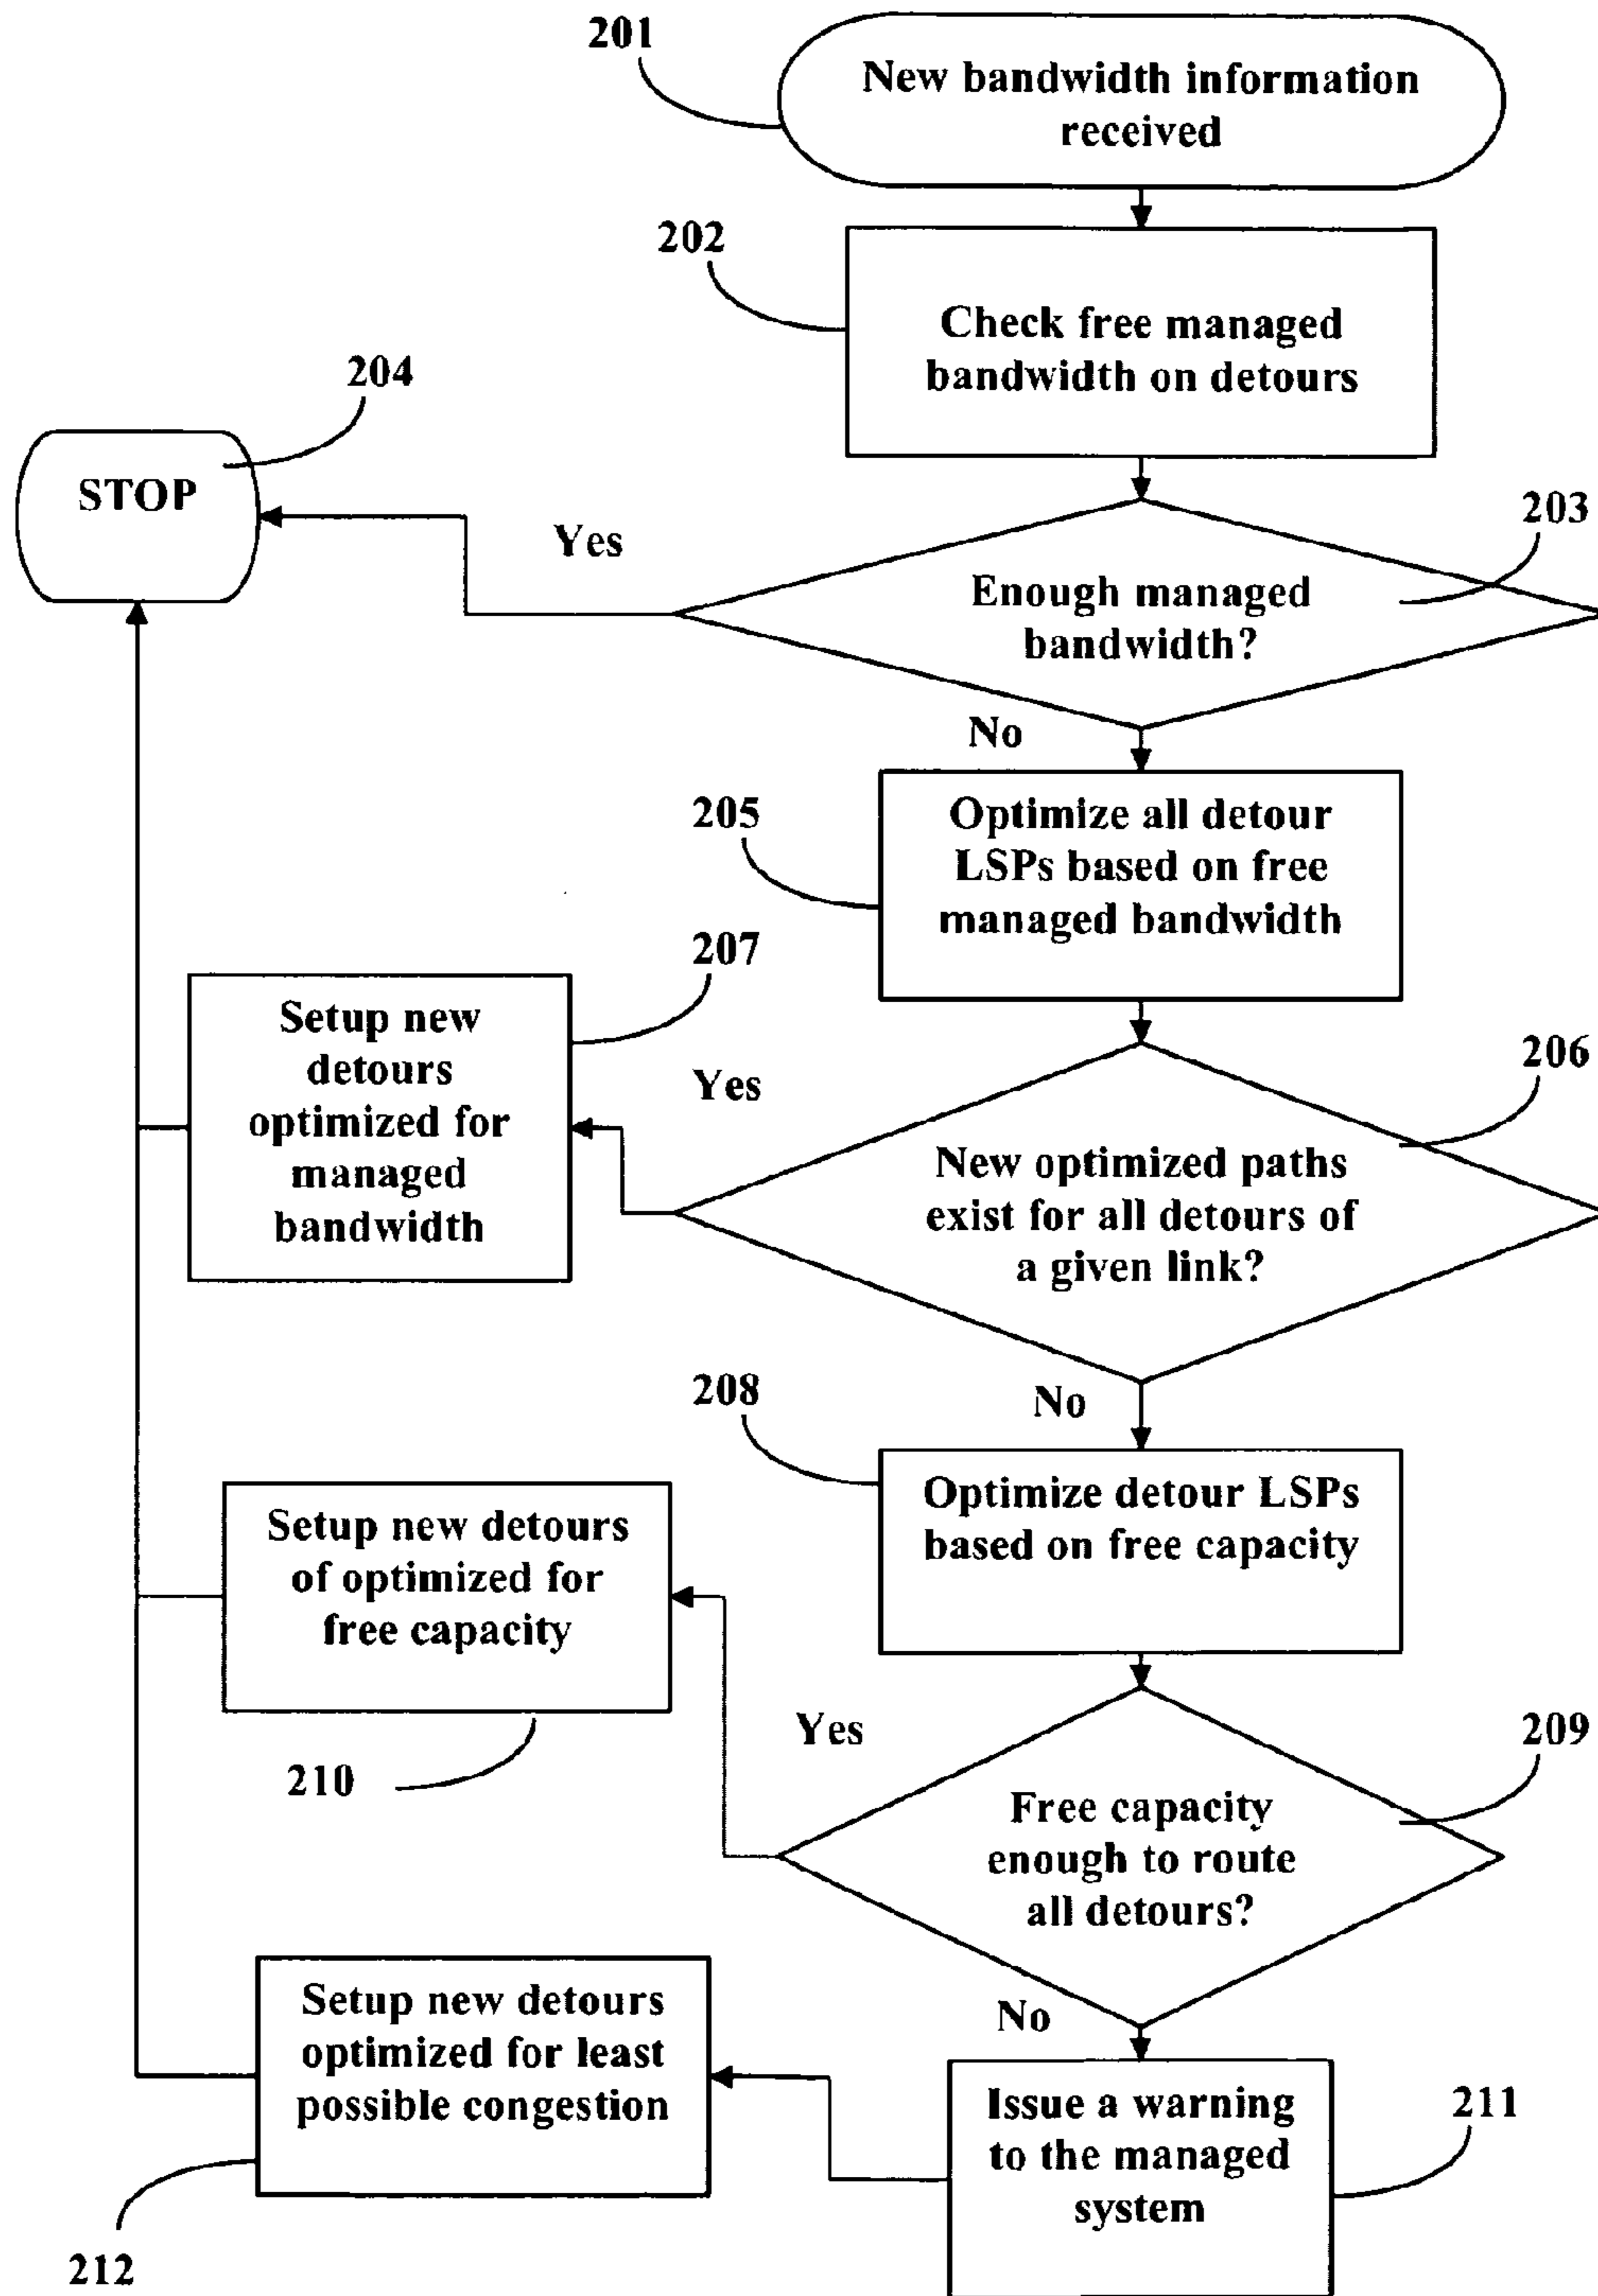 201
New bandwidth information
received
202
Check free managed
bandwidth on detours
204
STOP
203
Yes
Enough managed
bandwidth?
No
205
Optimize all detour
LSPs based on free
managed bandwidth
207
Setup new
detours
optimized for
managed
bandwidth
206
Yes
New optimized paths
exist for all detours of
a given link?
No
208
Optimize detour LSPs
based on free capacity
Setup new detours
of optimized for
free capacity
210
Yes
209
Free capacity
enough to route
all detours?
No
Setup new detours
optimized for least
possible congestion
212
Issue a warning
to the managed
system
211